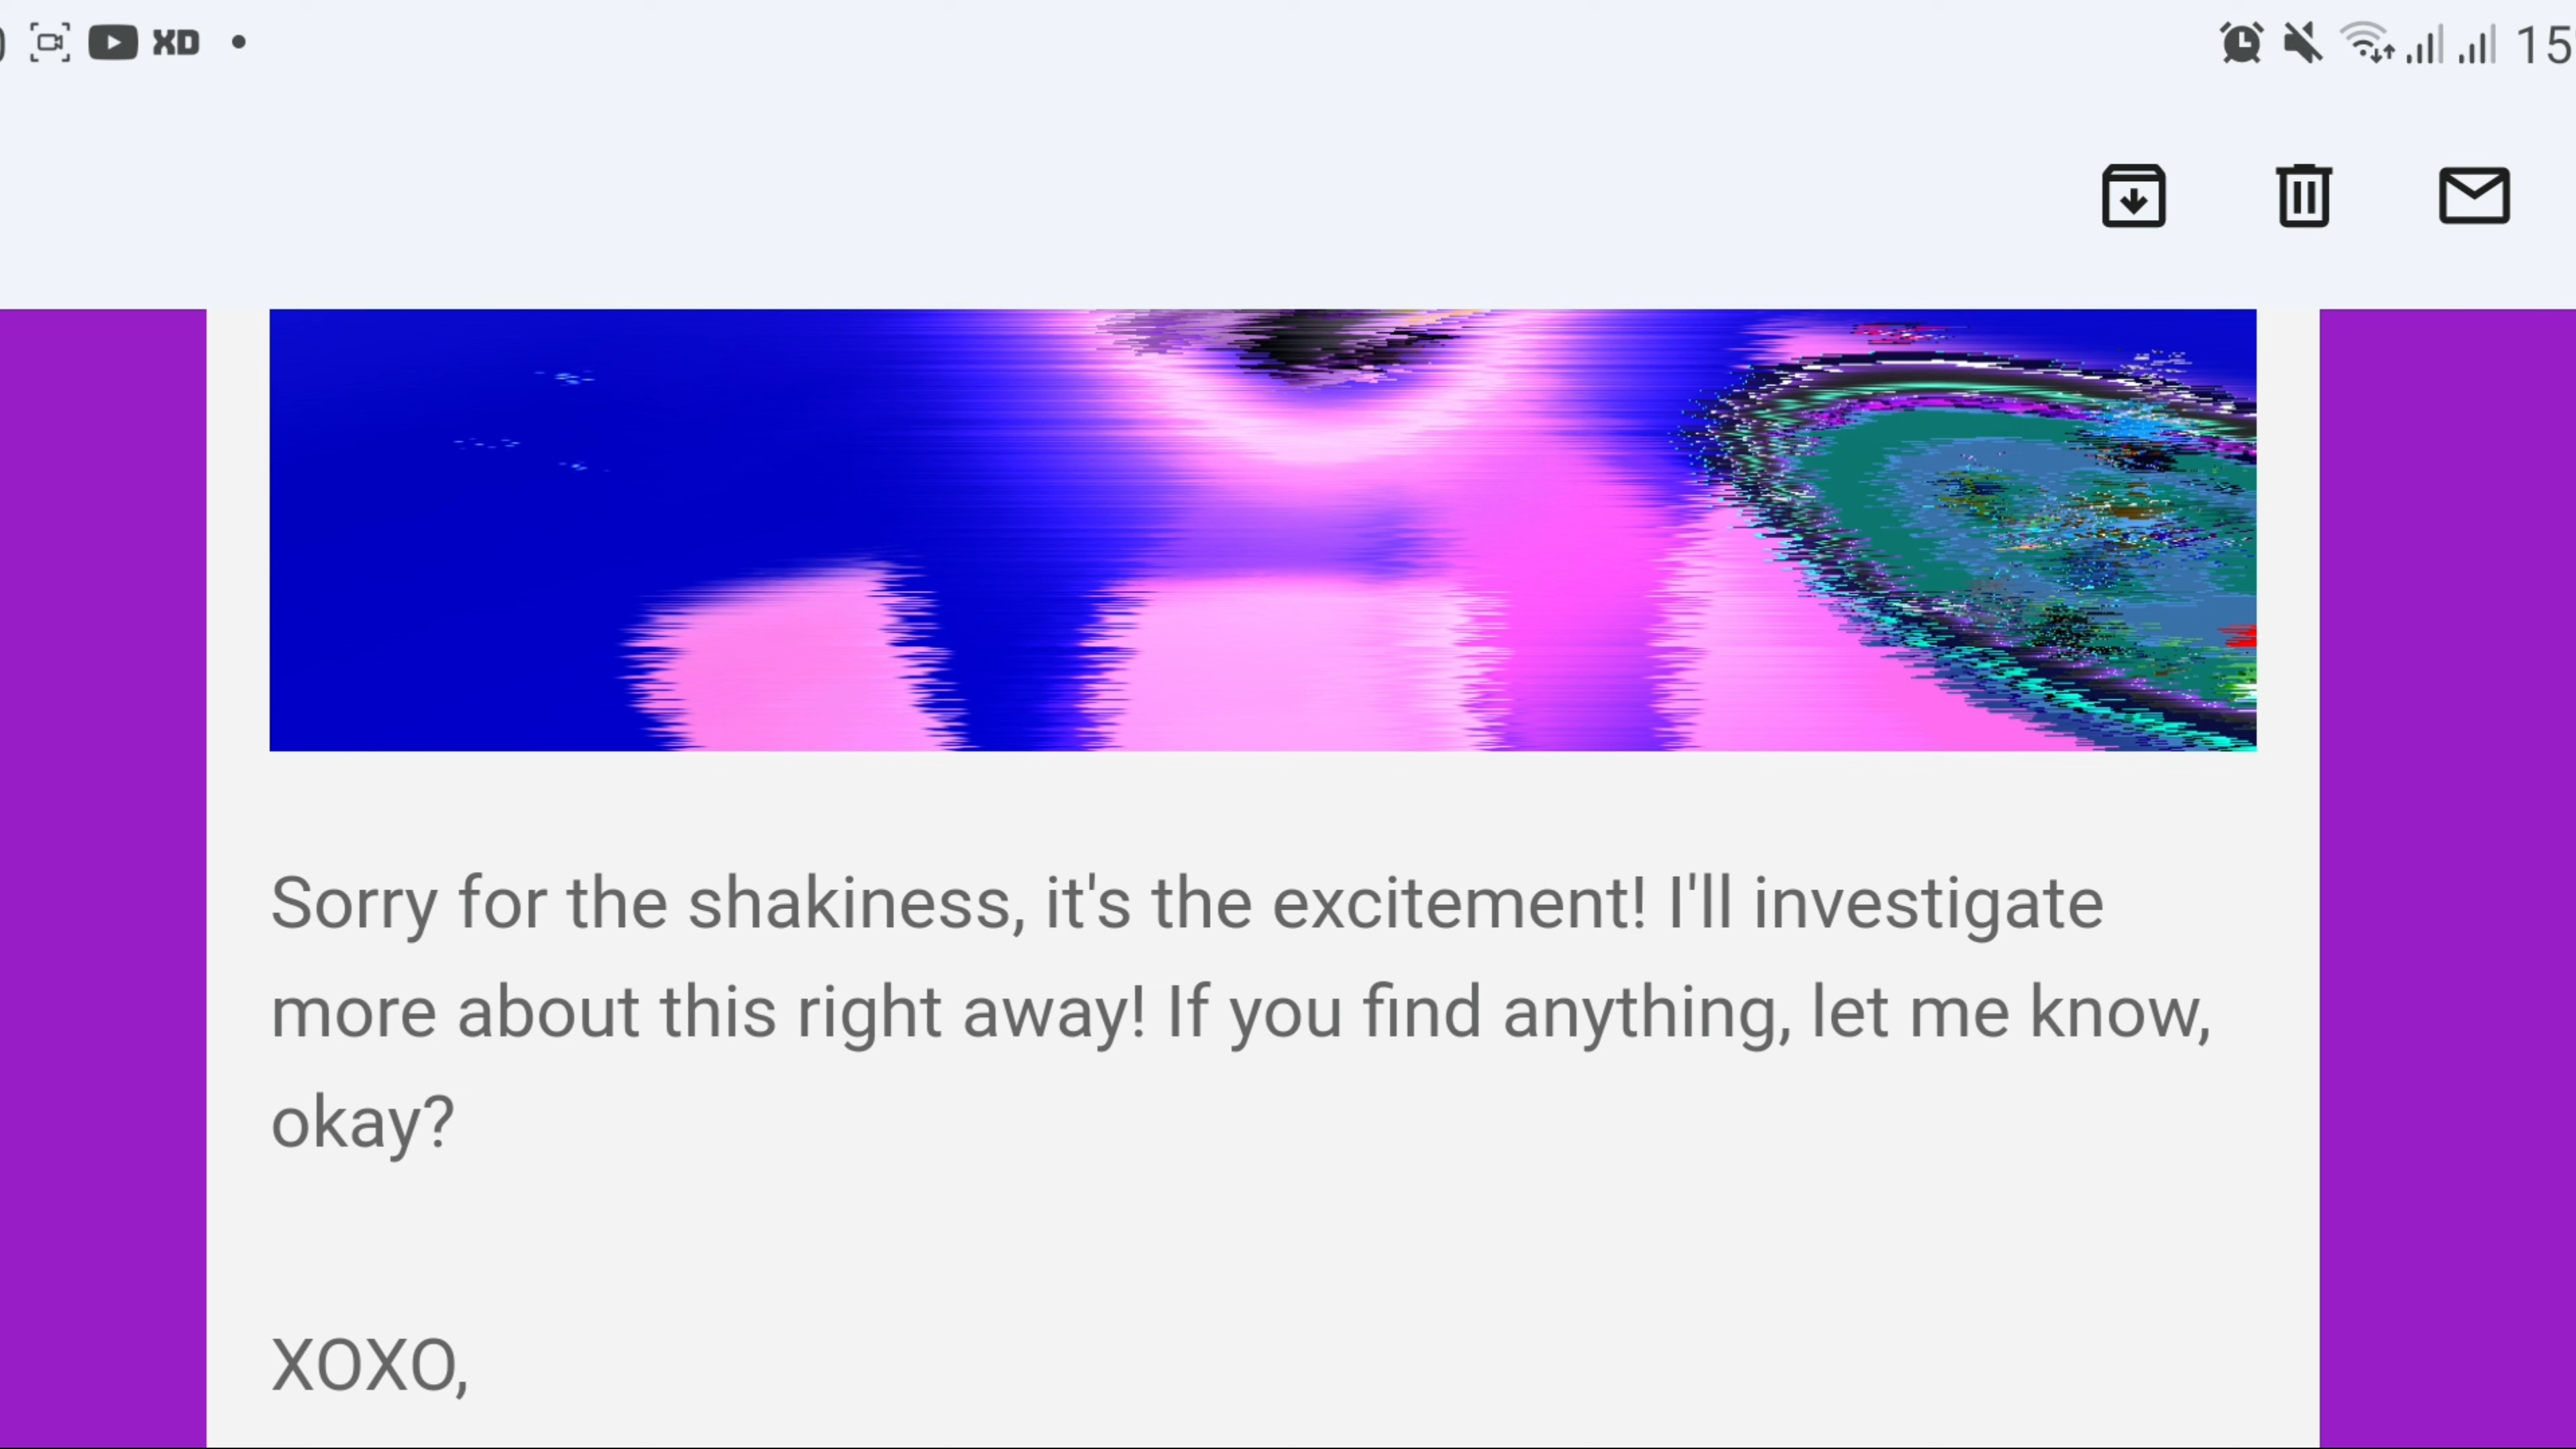 XD
15
Sorry for the shakiness, it's the excitement! I'll investigate
more about this right away! If you find anything, let me know,
okay?
XOXO,